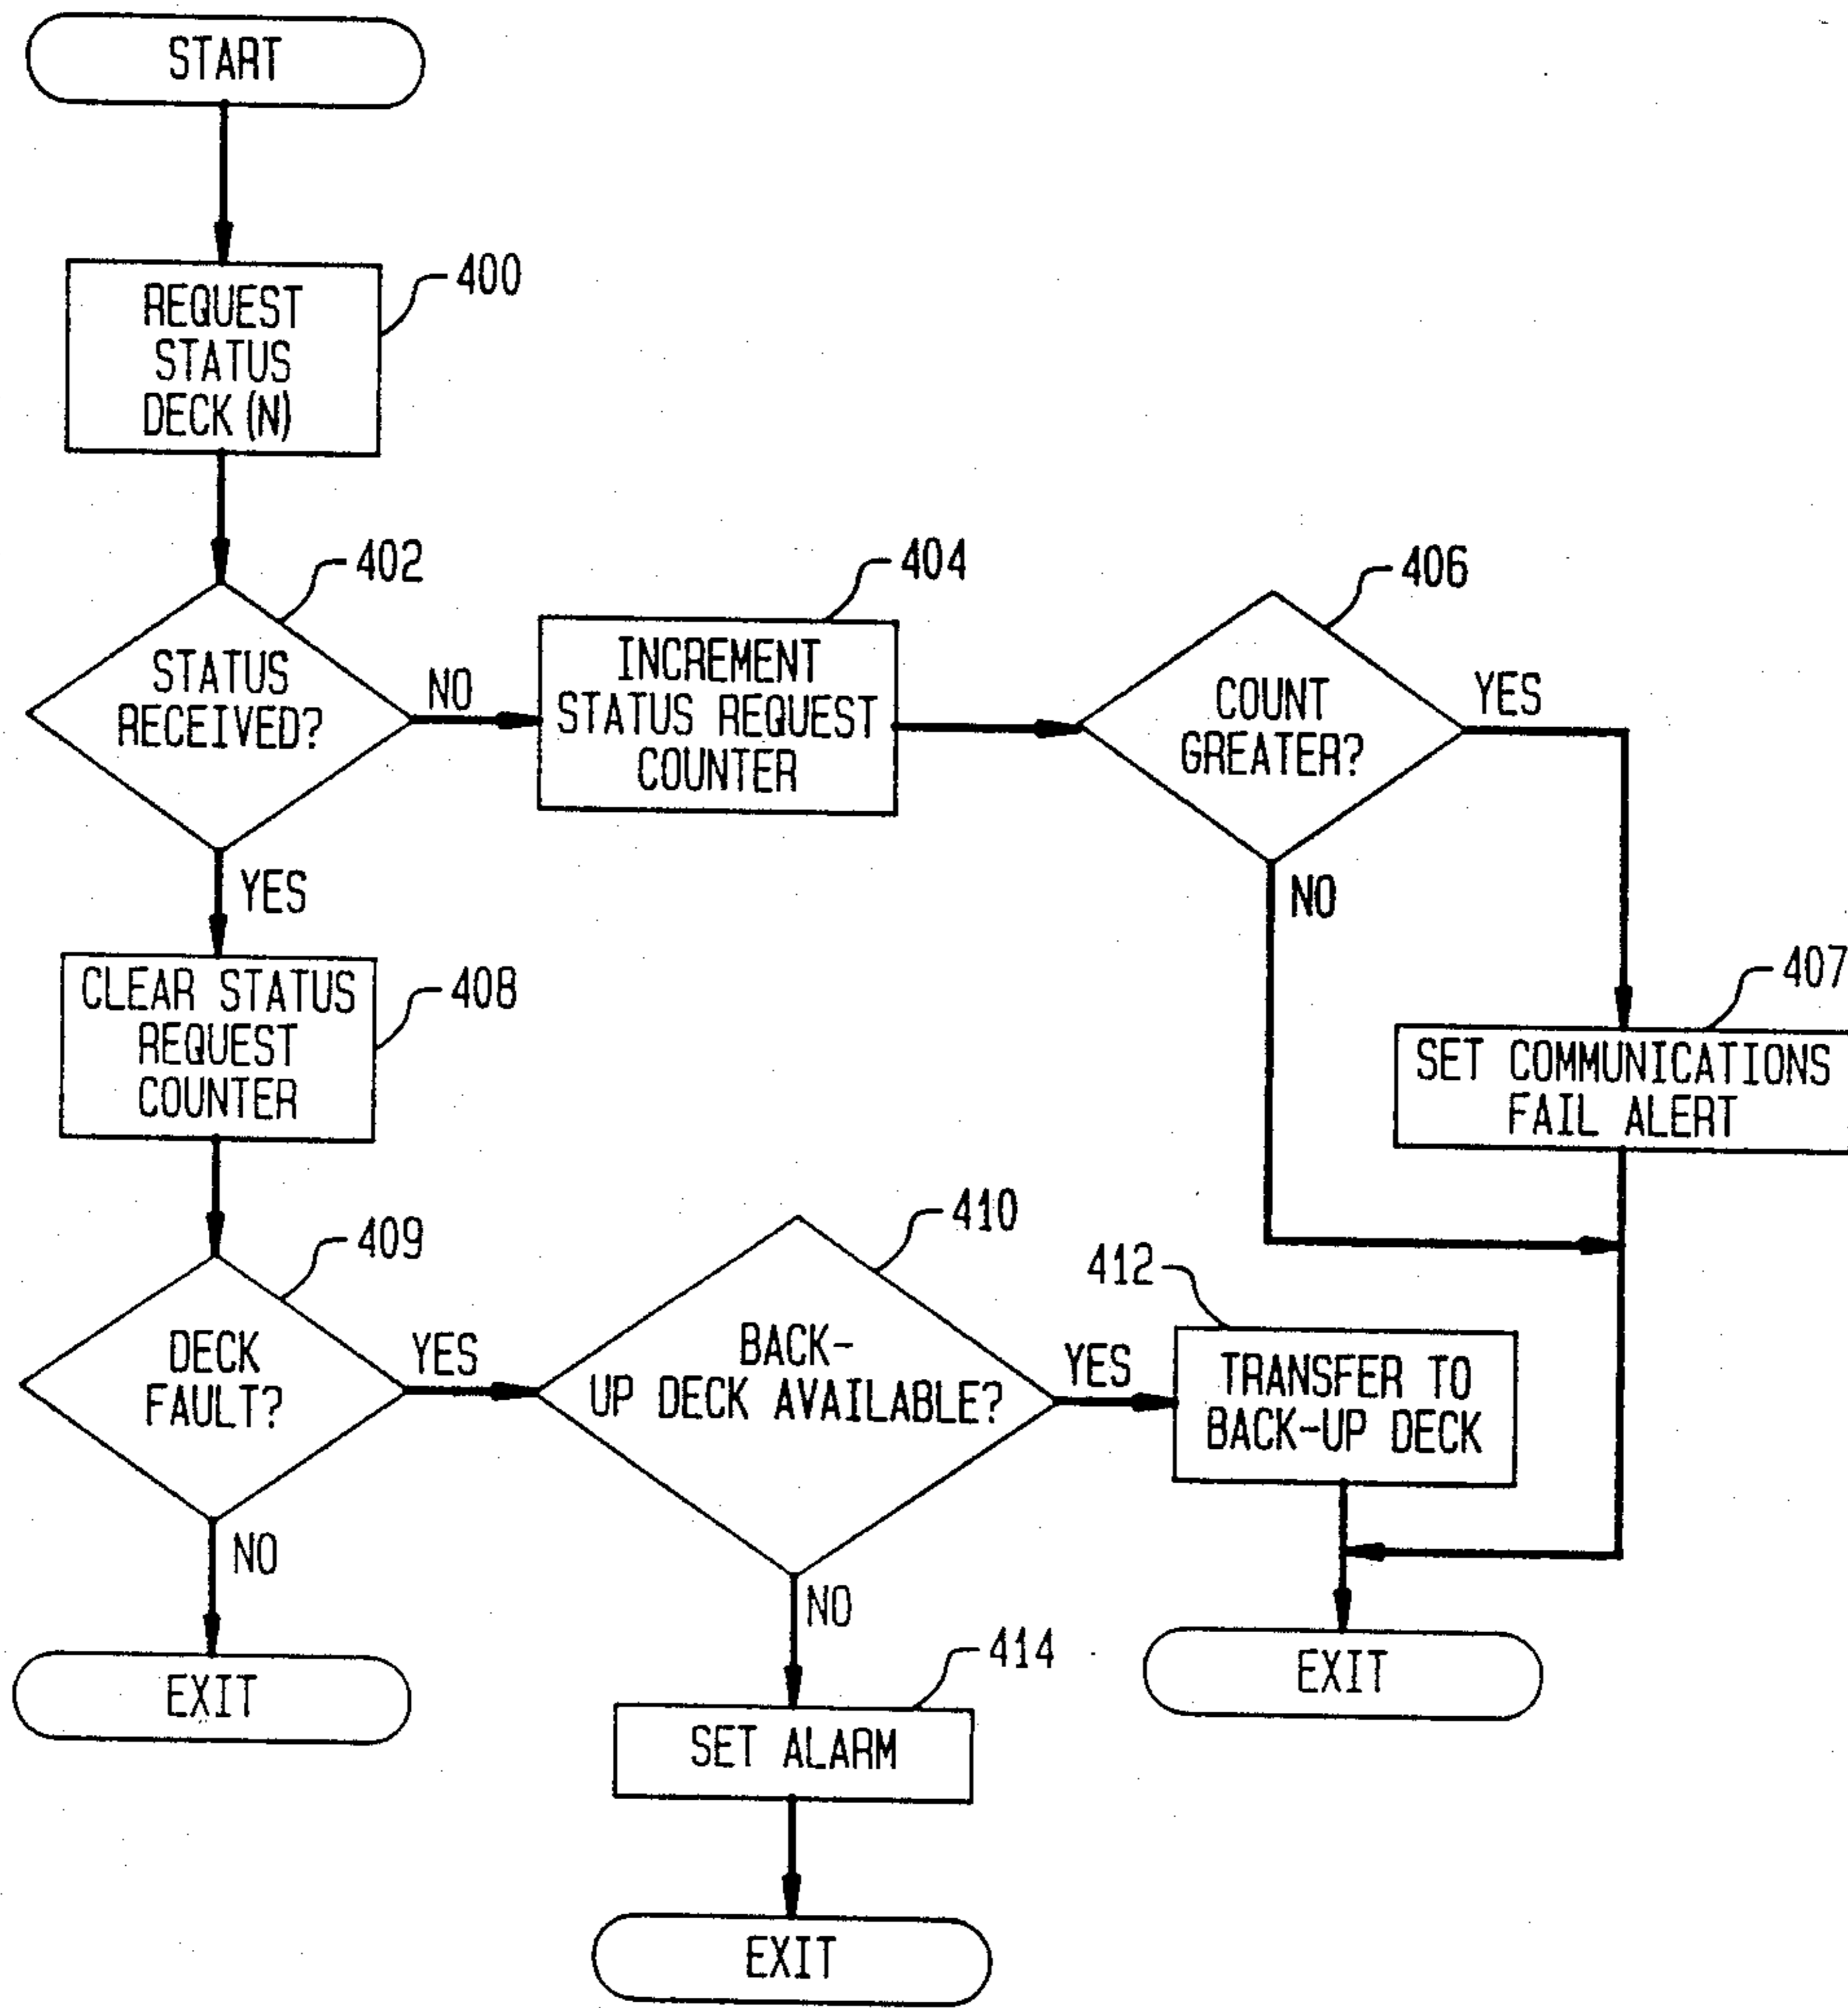 START
400
REQUEST
STATUS
DECK (N)
402
STATUS
RECEIVED?
NO
YES
404
INCREMENT
STATUS REQUEST
COUNTER
406
COUNT
GREATER?
YES
NO
407
SET COMMUNICATIONS
FAIL ALERT
408
CLEAR STATUS
REQUEST
COUNTER
409
DECK
FAULT?
YES
NO
EXIT
410
BACK-
UP DECK AVAILABLE?
YES
NO
412
TRANSFER TO
BACK-UP DECK
EXIT
414
SET ALARM
EXIT